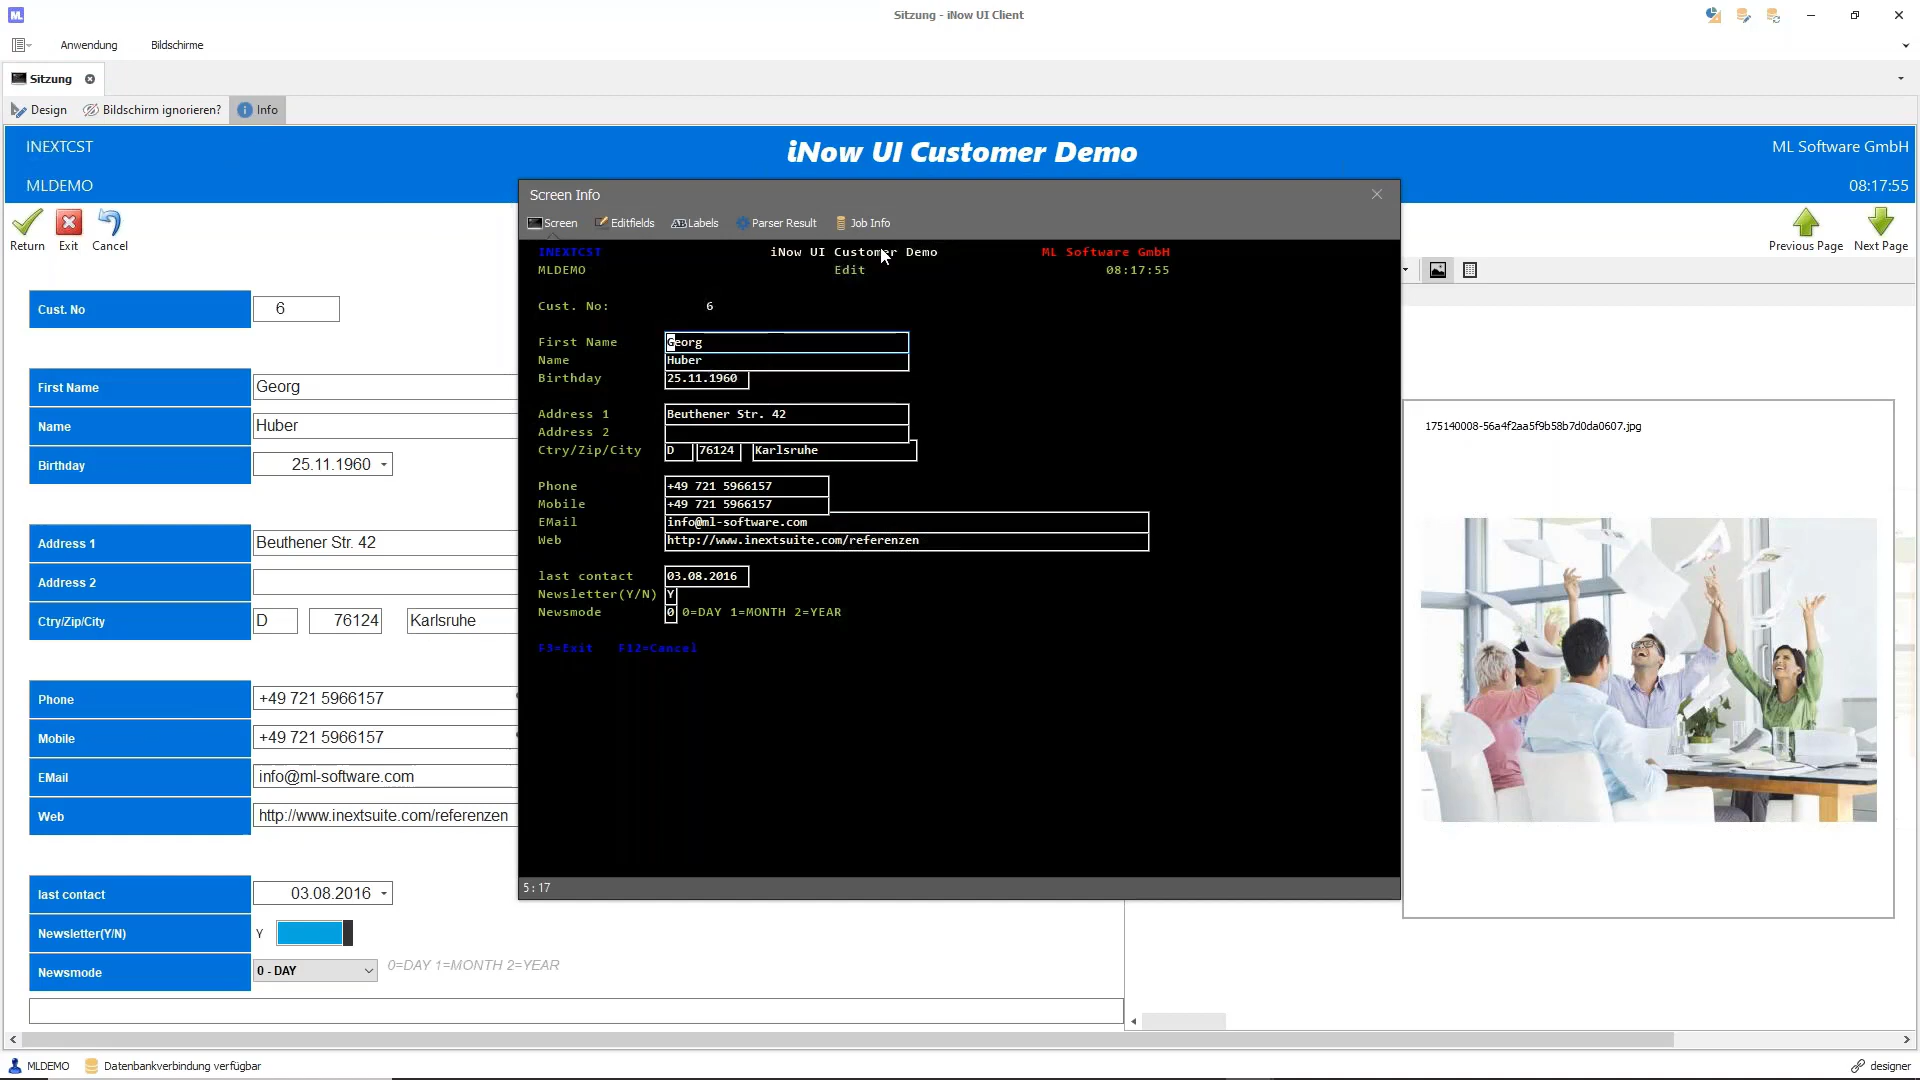 ML Sitzung - iNow UI Client
Anwendung Bildschirme
Sitzung
Design Bildschirm ignorieren? Info
INEXTCST iNow UI Customer Demo ML Software GmbH
MLDEMO 08:17:55
Return Exit Cancel Previous Page Next Page
Screen Info
Screen Editfields AB Labels Parser Result Job Info
INEXTCST iNow UI Customer Demo ML Software GmbH
MLDEMO Edit 08:17:55
Cust. No: 6
First Name Georg
Name Huber
Birthday 25.11.1960
Address 1 Beuthener Str. 42
Address 2
Ctry/Zip/City D 76124 Karlsruhe
Phone +49 721 5966157
Mobile +49 721 5966157
EMail info@ml-software.com
Web http://www.inextsuite.com/referenzen
last contact 03.08.2016
Newsletter(Y/N) Y
Newsmode 0 0=DAY 1=MONTH 2=YEAR
F3=Exit F12=Cancel
5:17
Cust. No 6
First Name Georg
Name Huber
Birthday 25.11.1960
Address 1 Beuthener Str. 42
Address 2
Ctry/Zip/City D 76124 Karlsruhe
Phone +49 721 5966157
Mobile +49 721 5966157
EMail info@ml-software.com
Web http://www.inextsuite.com/referenzen
last contact 03.08.2016
Newsletter(Y/N) Y
Newsmode 0 - DAY 0=DAY 1=MONTH 2=YEAR
175140008-56a4f2aa5f9b58b7d0da0607.jpg
MLDEMO Datenbankverbindung verfügbar designer